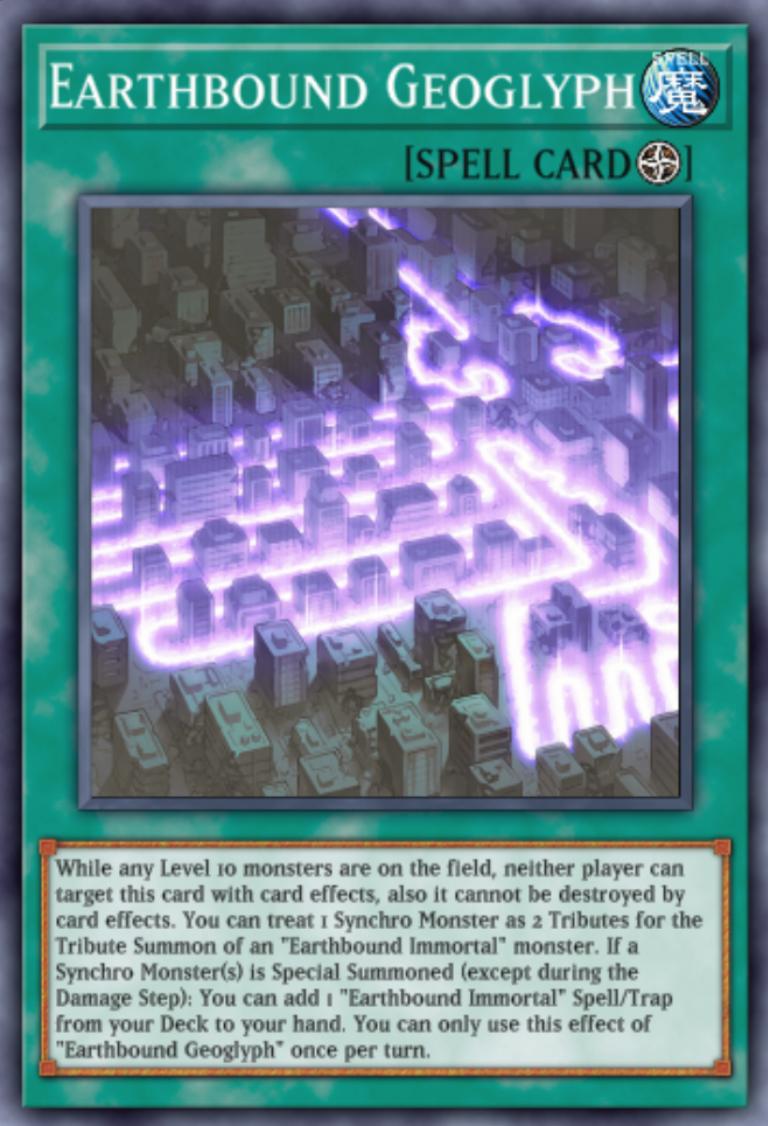 EARTHBOUND GEOGLYPH
SPELL
魔
[SPELL CARD]
While any Level 10 monsters are on the field, neither player can
target this card with card effects, also it cannot be destroyed by
card effects. You can treat 1 Synchro Monster as 2 Tributes for the
Tribute Summon of an "Earthbound Immortal" monster. If a
Synchro Monster(s) is Special Summoned (except during the
Damage Step): You can add 1 "Earthbound Immortal" Spell/Trap
from your Deck to your hand. You can only use this effect of
"Earthbound Geoglyph" once per turn.